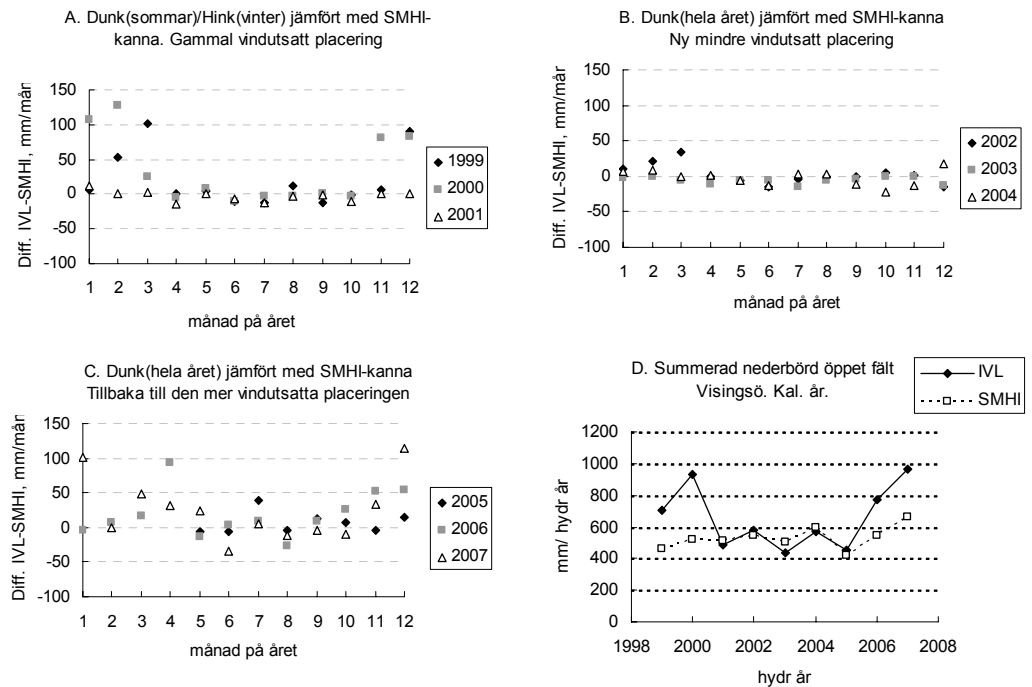 A. Dunk(sommar)/Hink(vinter) jämfört med SMHI-
kanna. Gammal vindutsatt placering
Diff. IVL-SMHI, mm/mån
150
100
50
0
-50
-100
1 2 3 4 5 6 7 8 9 10 11 12
månad på året
1999
2000
2001
B. Dunk(hela året) jämfört med SMHI-kanna
Ny mindre vindutsatt placering
Diff. IVL-SMHI, mm/mån
150
100
50
0
-50
-100
1 2 3 4 5 6 7 8 9 10 11 12
månad på året
2002
2003
2004
C. Dunk(hela året) jämfört med SMHI-kanna
Tillbaka till den mer vindutsatta placeringen
Diff. IVL-SMHI, mm/mån
150
100
50
0
-50
-100
1 2 3 4 5 6 7 8 9 10 11 12
månad på året
2005
2006
2007
D. Summerad nederbörd öppet fält
Visingsö. Kal. år.
IVL
SMHI
mm/ hydr år
1200
1000
800
600
400
200
0
1998 2000 2002 2004 2006 2008
hydr år